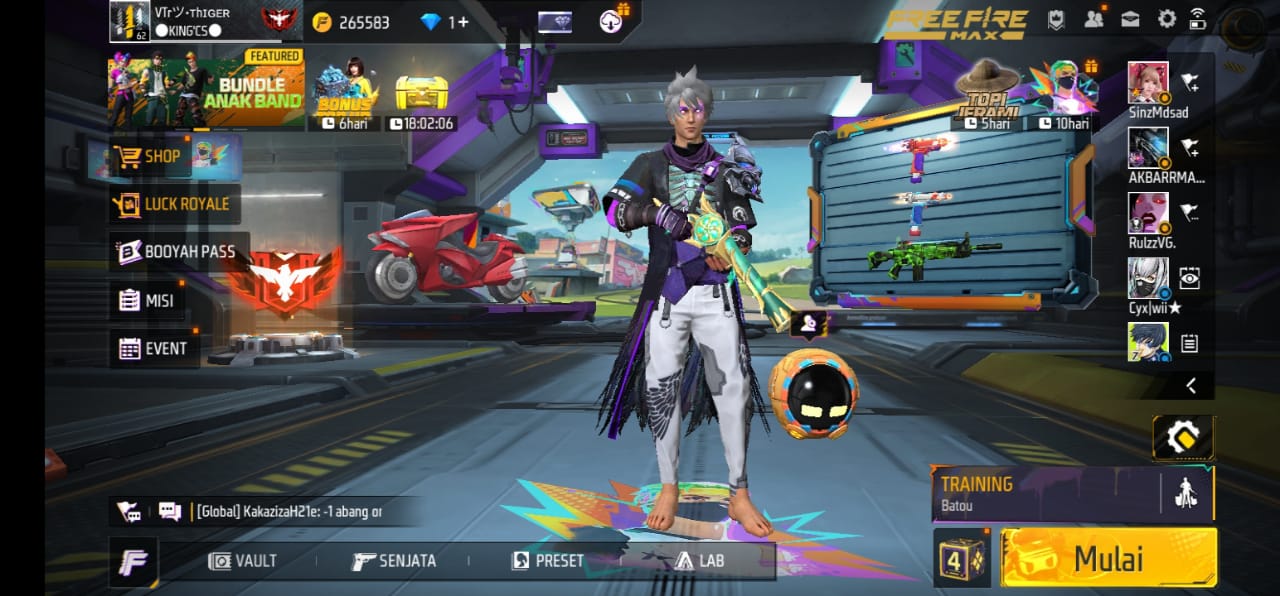 VTrツ・ThIGER
62
●KING'CS●
265583
1+
FREE FIRE
MAX
FEATURED
BUNDLE
ANAK BAND
BONUS
6hari
18:02:06
TOPI
5hari
10hari
SHOP
LUCK ROYALE
BOOYAH PASS
MISI
EVENT
SinzMdsad
AKBARRMA...
RulzzVG.
Cyx|wii★
[Global] KakazizaH21e: -1 abang or
TRAINING
Batou
VAULT
SENJATA
PRESET
LAB
4
Mulai